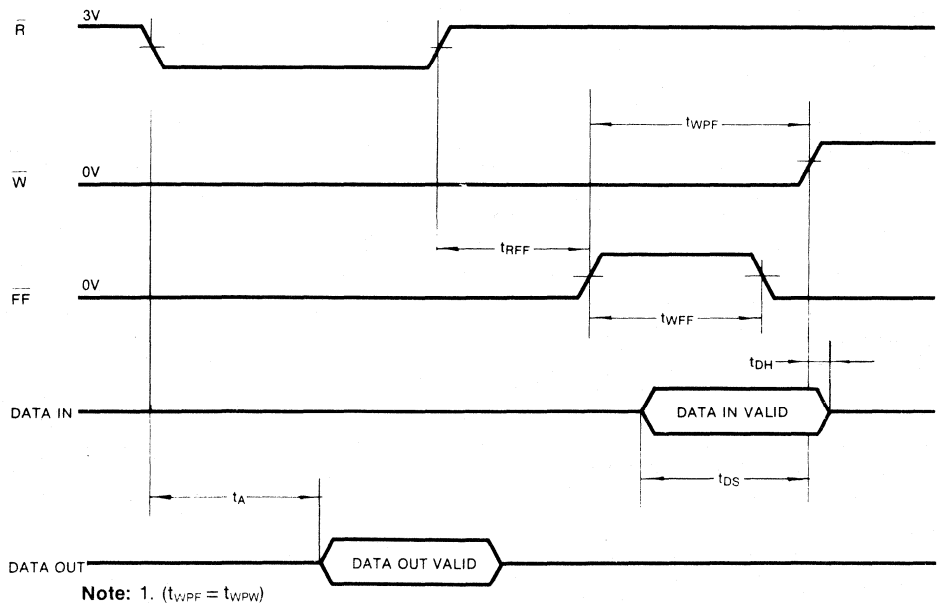 R̅ 3V
tWPF
W̅ 0V
tRFF
F̅F̅ 0V
tWFF
tDH
DATA IN DATA IN VALID
tDS
tA
DATA OUT DATA OUT VALID
Note: 1. (tWPF = tWPW)